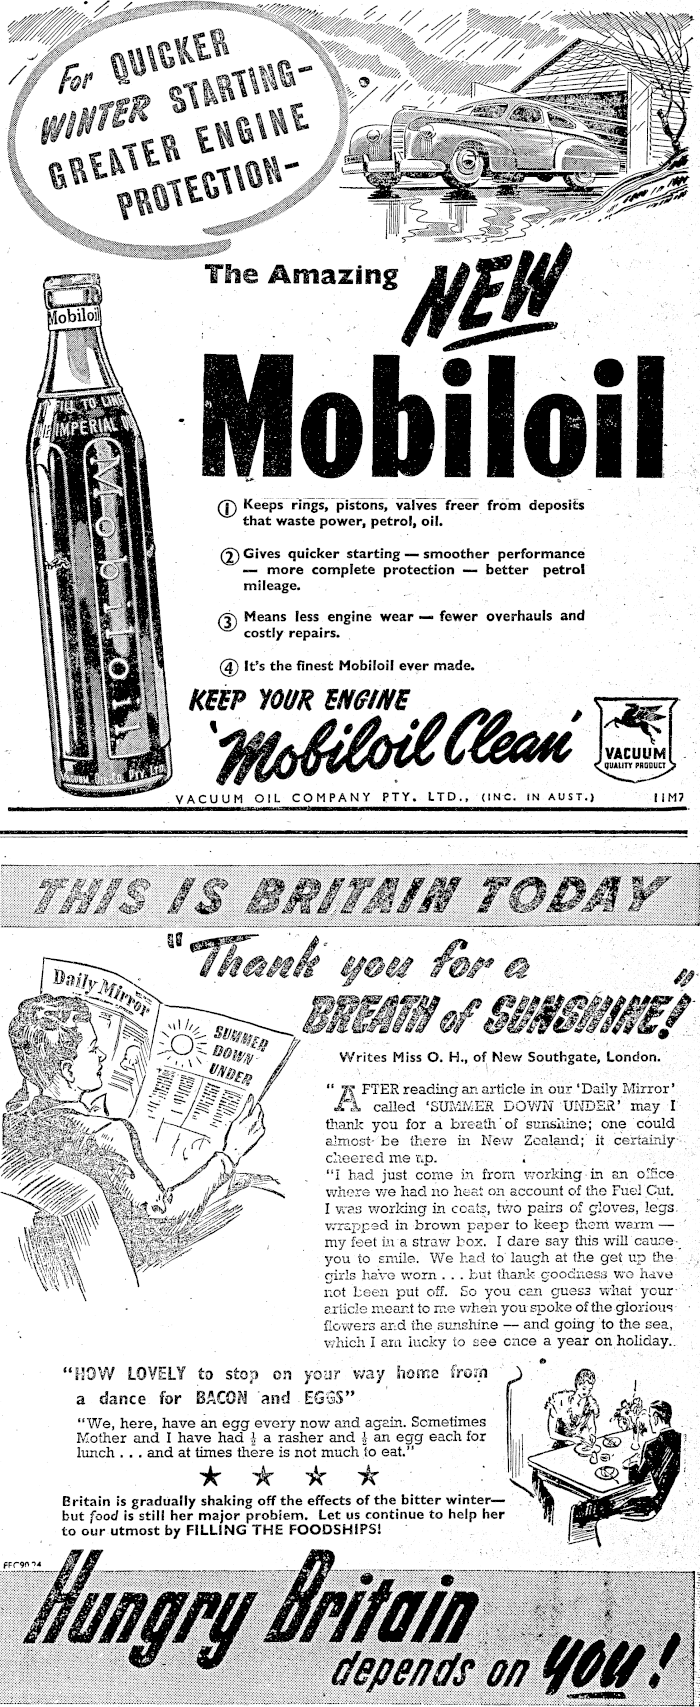 For QUICKER
WINTER STARTING—
GREATER ENGINE
PROTECTION—
The Amazing NEW
Mobiloil
Mobiloil
FILL TO LINE
IMPERIAL
Mobiloil
① Keeps rings, pistons, valves freer from deposits
that waste power, petrol, oil.
② Gives quicker starting — smoother performance
— more complete protection — better petrol
mileage.
③ Means less engine wear — fewer overhauls and
costly repairs.
④ It's the finest Mobiloil ever made.
KEEP YOUR ENGINE
'Mobiloil Clean'
VACUUM
QUALITY PRODUCT
VACUUM OIL COMPANY PTY. LTD., (INC. IN AUST.) 11M7
THIS IS BRITAIN TODAY
"Thank you for a
BREATH of SUNSHINE!"
Daily Mirror
SUMMER
DOWN
UNDER
Writes Miss O. H., of New Southgate, London.
"AFTER reading an article in our 'Daily Mirror'
called 'SUMMER DOWN UNDER' may I
thank you for a breath of sunshine; one could
almost be there in New Zealand; it certainly
cheered me up.
"I had just come in from working in an office
where we had no heat on account of the Fuel Cut.
I was working in coats, two pairs of gloves, legs
wrapped in brown paper to keep them warm —
my feet in a straw box. I dare say this will cause
you to smile. We had to laugh at the get up the
girls have worn . . . but thank goodness we have
not been put off. So you can guess what your
article meant to me when you spoke of the glorious
flowers and the sunshine — and going to the sea,
which I am lucky to see once a year on holiday.
"HOW LOVELY to stop on your way home from
a dance for BACON and EGGS"
"We, here, have an egg every now and again. Sometimes
Mother and I have had ½ a rasher and ½ an egg each for
lunch . . . and at times there is not much to eat."
Britain is gradually shaking off the effects of the bitter winter—
but food is still her major problem. Let us continue to help her
to our utmost by FILLING THE FOODSHIPS!
Hungry Britain
depends on you!